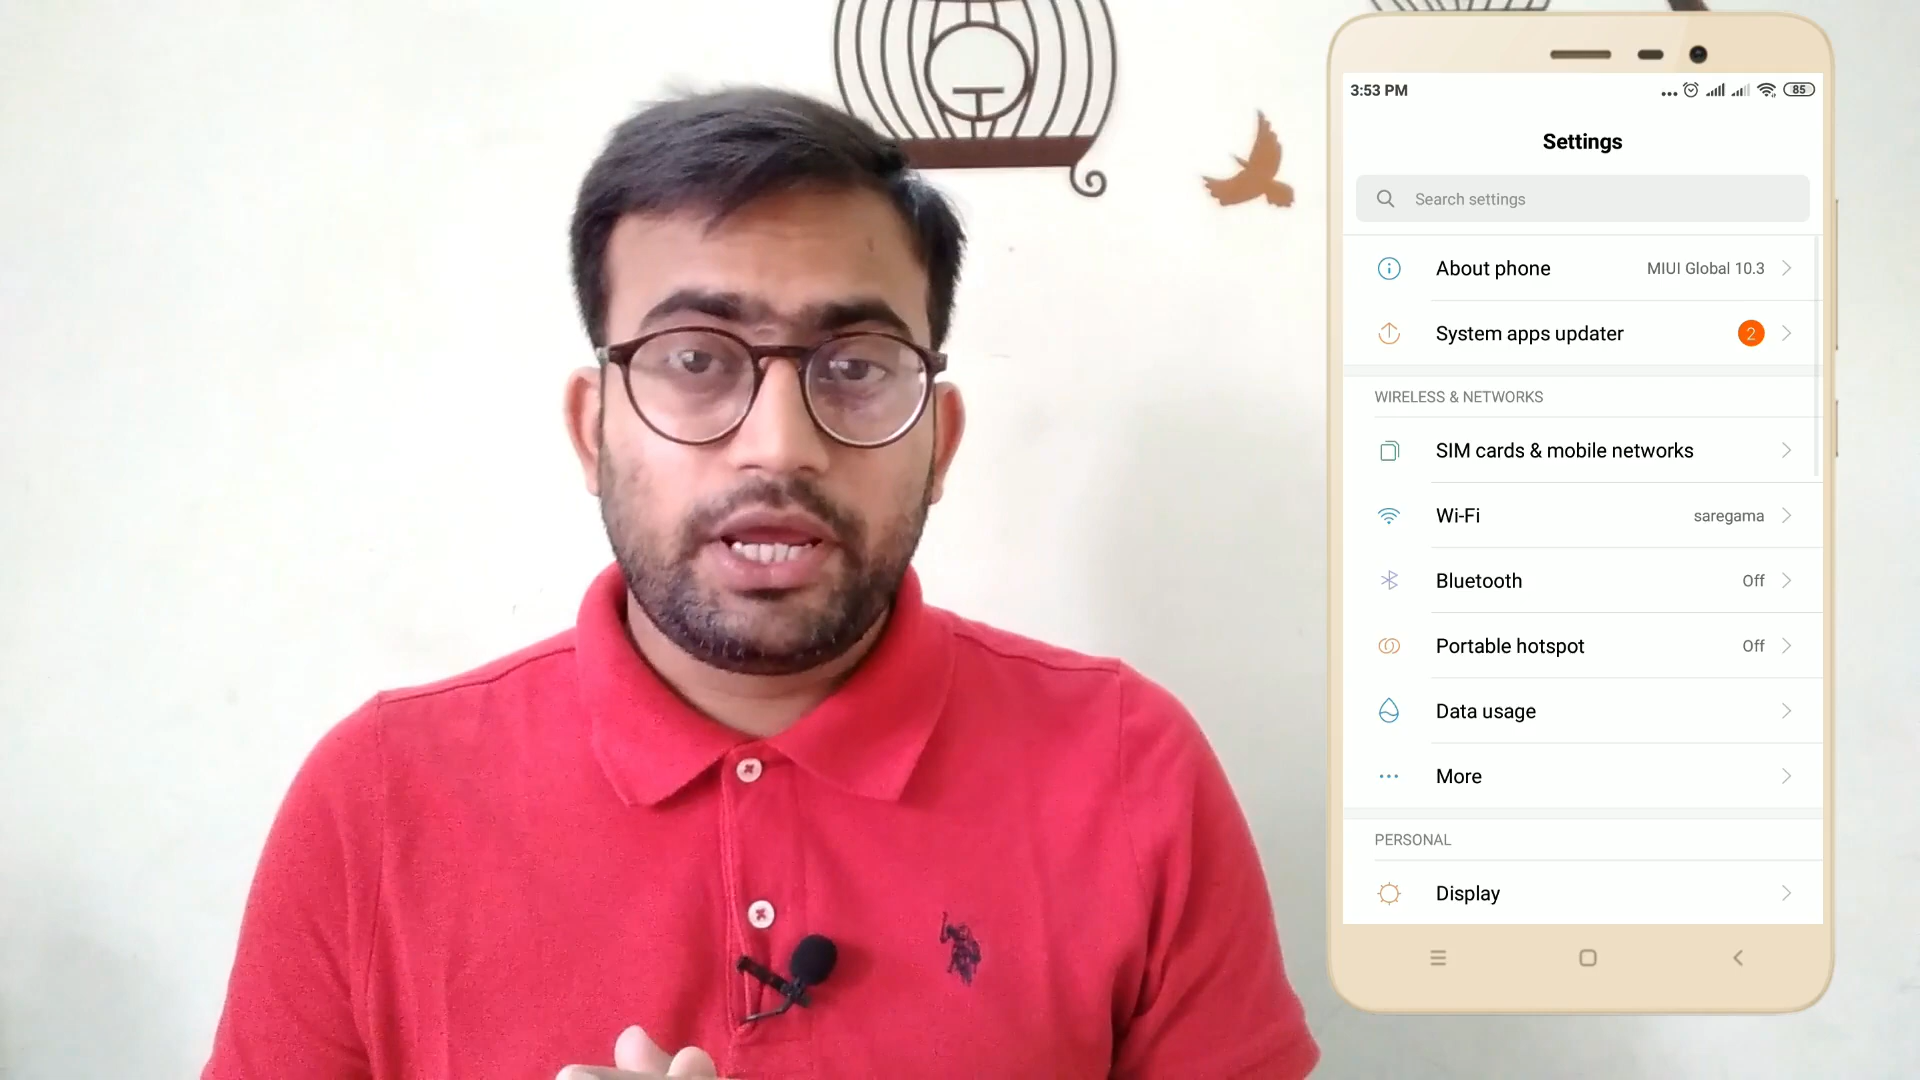 3:53 PM
85
Settings
Search settings
About phone MIUI Global 10.3
System apps updater 2
WIRELESS & NETWORKS
SIM cards & mobile networks
Wi-Fi saregama
Bluetooth Off
Portable hotspot Off
Data usage
More
PERSONAL
Display